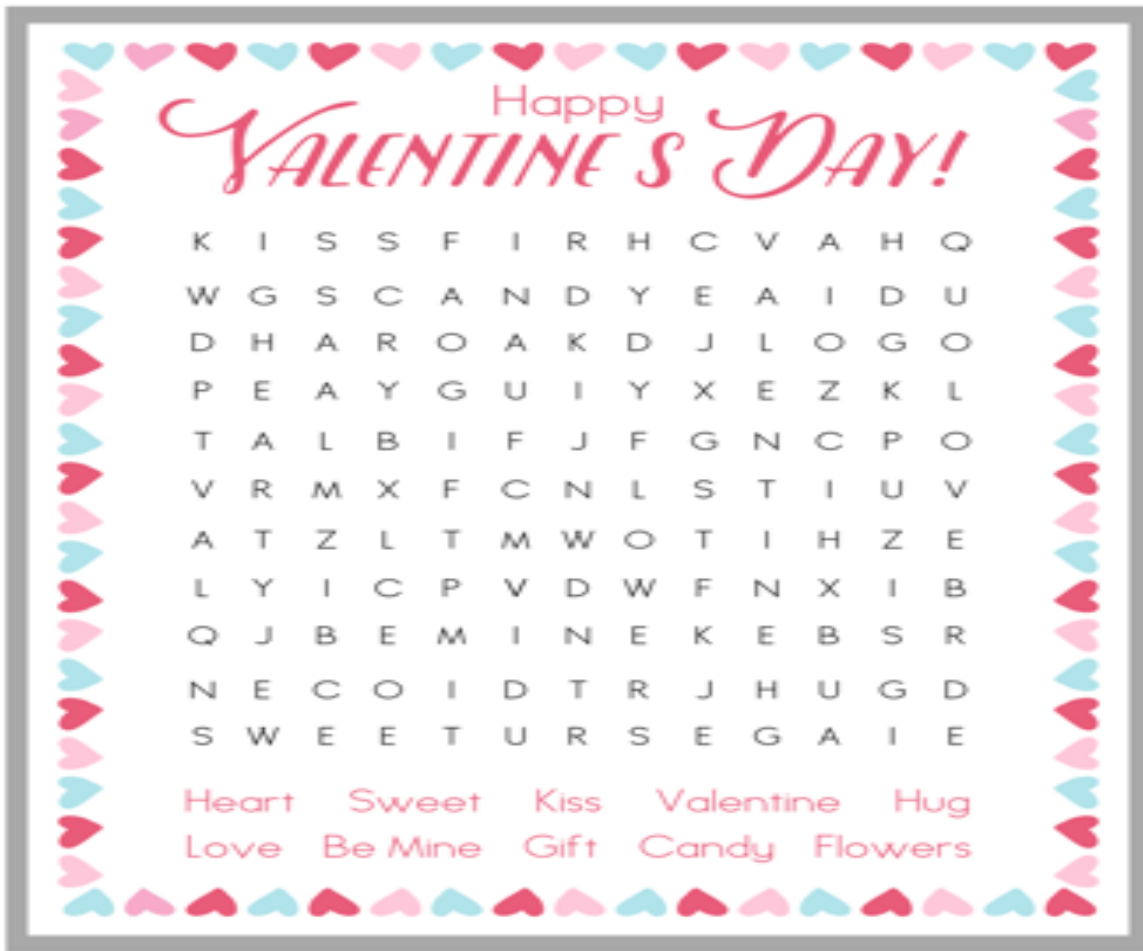 Happy
VALENTINE'S DAY!
K I S S F I R H C V A H Q
W G S C A N D Y E A I D U
D H A R O A K D J L O G O
P E A Y G U I Y X E Z K L
T A L B I F J F G N C P O
V R M X F C N L S T I U V
A T Z L T M W O T I H Z E
L Y I C P V D W F N X I B
Q J B E M I N E K E B S R
N E C O I D T R J H U G D
S W E E T U R S E G A I E
Heart Sweet Kiss Valentine Hug
Love Be Mine Gift Candy Flowers